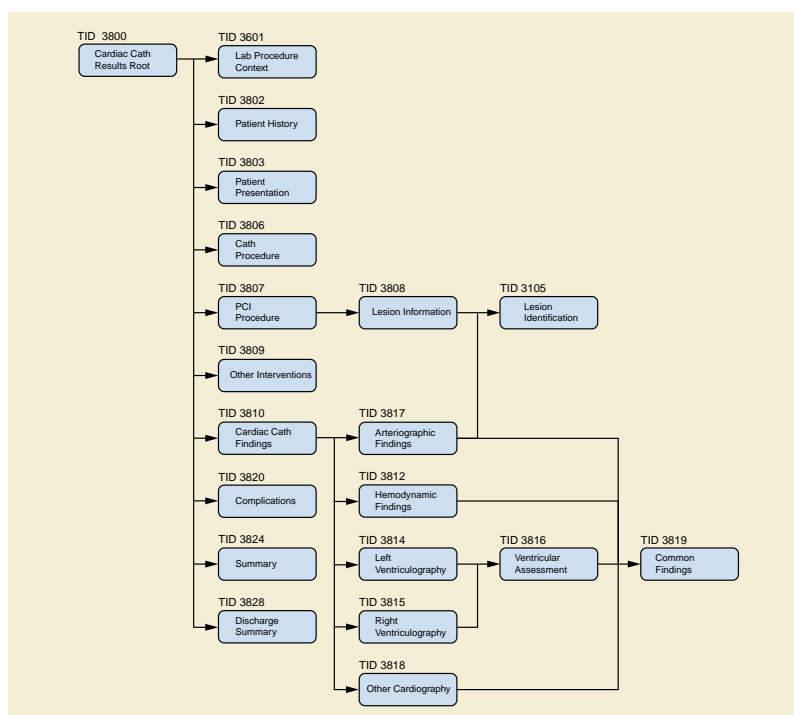 TID 3800
Cardiac Cath
Results Root
TID 3601
Lab Procedure
Context
TID 3802
Patient History
TID 3803
Patient
Presentation
TID 3806
Cath
Procedure
TID 3807
PCI
Procedure
TID 3808
Lesion Information
TID 3105
Lesion
Identification
TID 3809
Other Interventions
TID 3810
Cardiac Cath
Findings
TID 3817
Arteriographic
Findings
TID 3820
Complications
TID 3812
Hemodynamic
Findings
TID 3824
Summary
TID 3814
Left
Ventriculography
TID 3816
Ventricular
Assessment
TID 3819
Common
Findings
TID 3828
Discharge
Summary
TID 3815
Right
Ventriculography
TID 3818
Other Cardiography